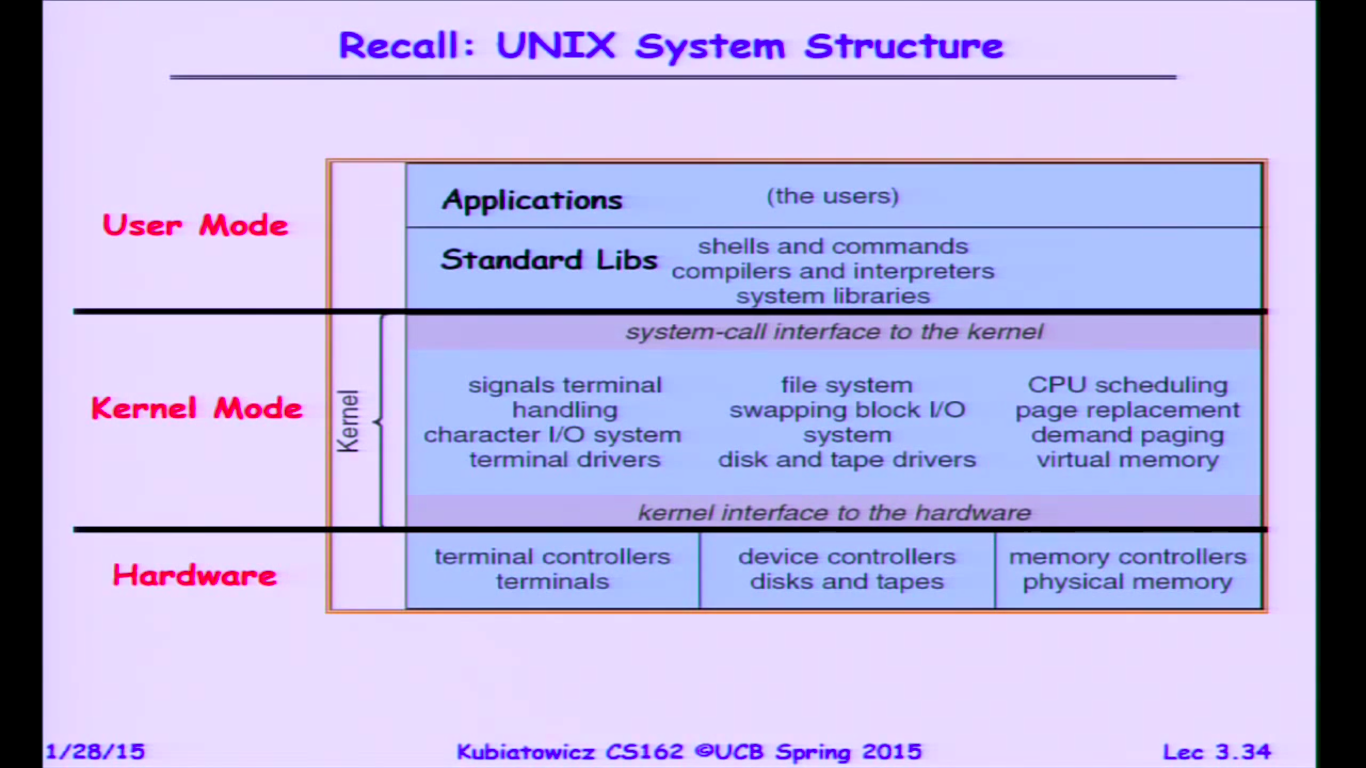 Recall: UNIX System Structure
User Mode
Applications
(the users)
Standard Libs
shells and commands
compilers and interpreters
system libraries
Kernel Mode
Kernel
system-call interface to the kernel
signals terminal
handling
character I/O system
terminal drivers
file system
swapping block I/O
system
disk and tape drivers
CPU scheduling
page replacement
demand paging
virtual memory
kernel interface to the hardware
Hardware
terminal controllers
terminals
device controllers
disks and tapes
memory controllers
physical memory
1/28/15
Kubiatowicz CS162 ©UCB Spring 2015
Lec 3.34